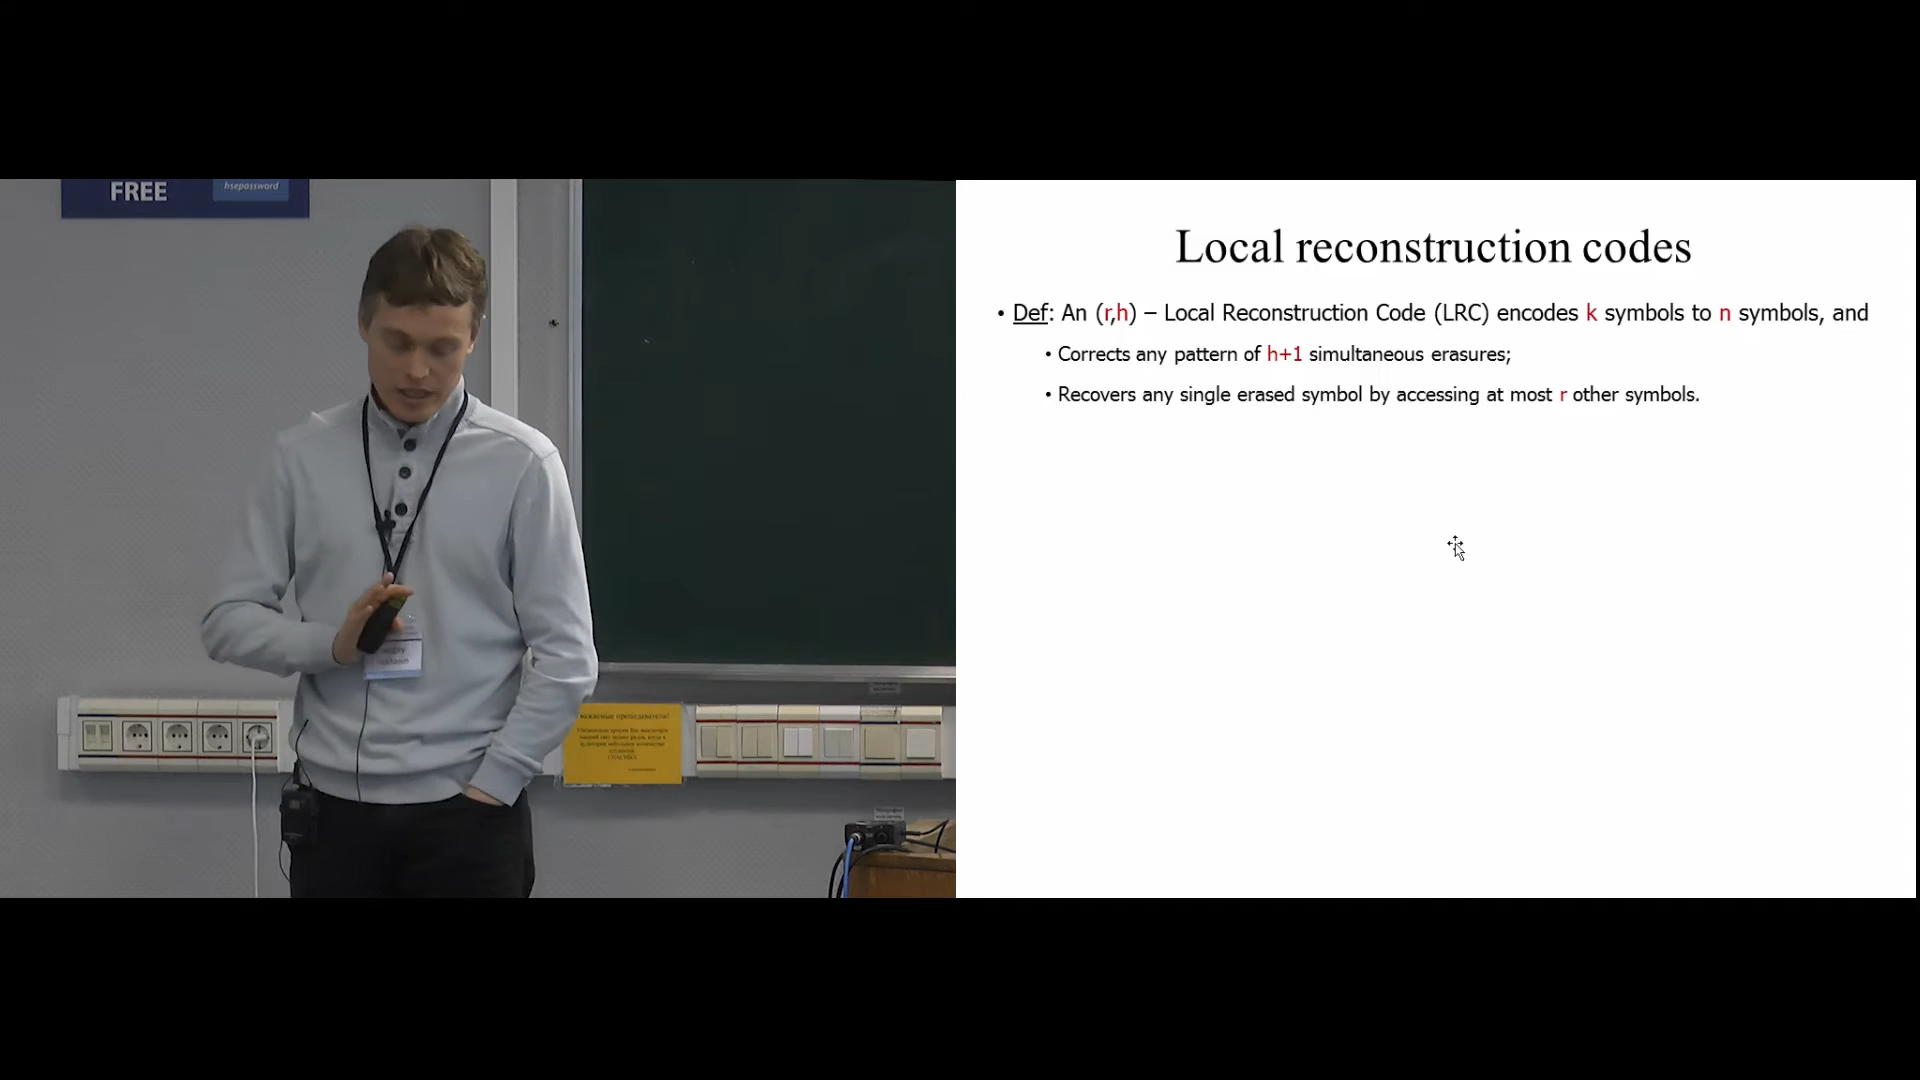 FREE
hsepassword
Local reconstruction codes
• Def: An (r,h) – Local Reconstruction Code (LRC) encodes k symbols to n symbols, and
• Corrects any pattern of h+1 simultaneous erasures;
• Recovers any single erased symbol by accessing at most r other symbols.
СПАСИБО